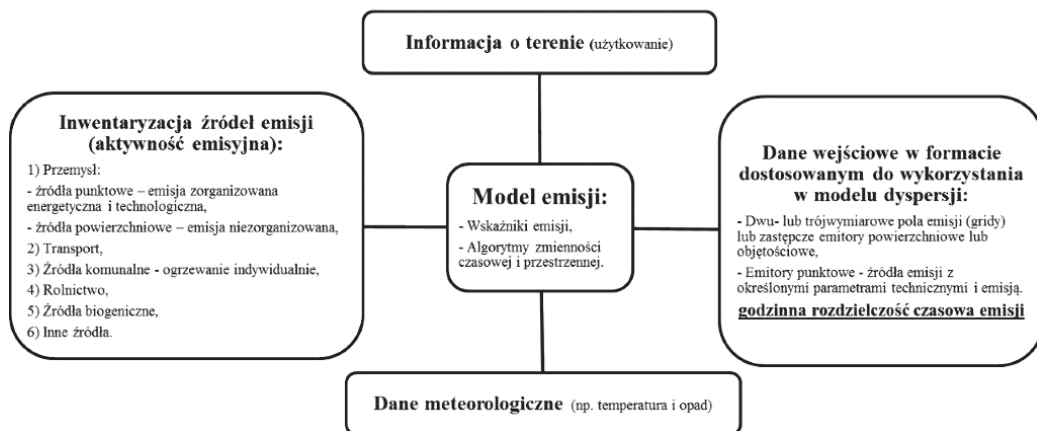 Informacja o terenie (użytkowanie)
Inwentaryzacja źródeł emisji
(aktywność emisyjna):
1) Przemysł:
- źródła punktowe – emisja zorganizowana
energetyczna i technologiczna,
- źródła powierzchniowe – emisja niezorganizowana,
2) Transport,
3) Źródła komunalne - ogrzewanie indywidualnie,
4) Rolnictwo,
5) Źródła biogeniczne,
6) Inne źródła.
Model emisji:
- Wskaźniki emisji,
- Algorytmy zmienności
czasowej i przestrzennej.
Dane wejściowe w formacie
dostosowanym do wykorzystania
w modelu dyspersji:
- Dwu- lub trójwymiarowe pola emisji (gridy)
lub zastępcze emitory powierzchniowe lub
objętościowe,
- Emitory punktowe - źródła emisji z
określonymi parametrami technicznymi i emisją.
godzinna rozdzielczość czasowa emisji
Dane meteorologiczne (np. temperatura i opad)